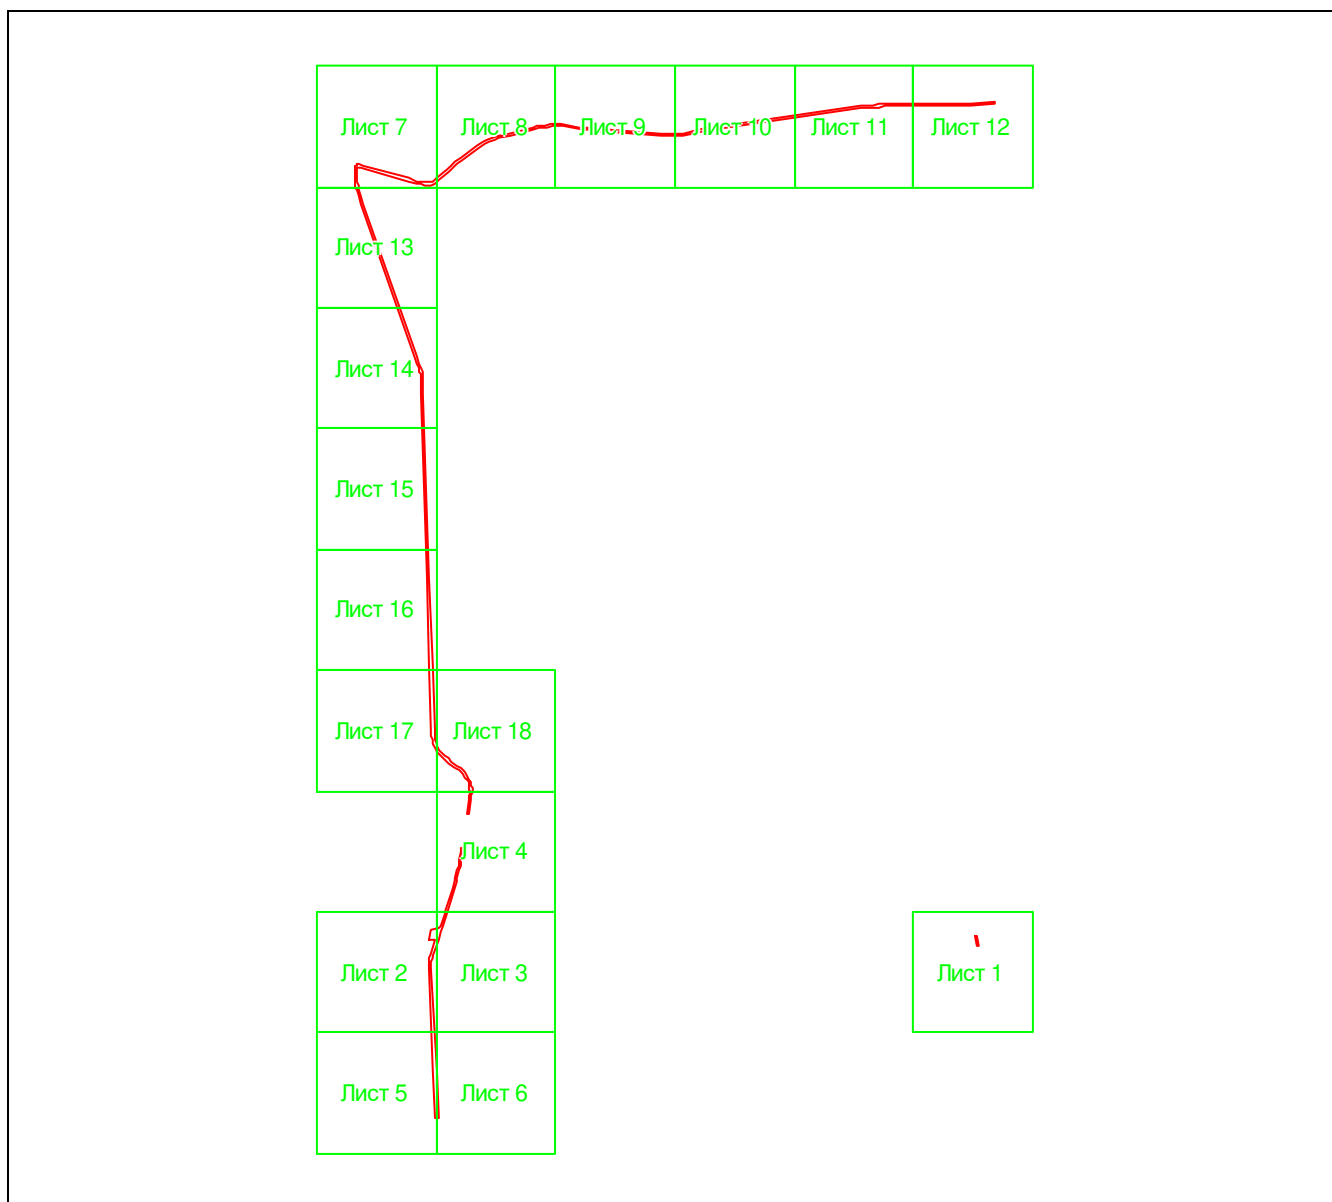 Лист 7
Лист 8
Лист 9
Лист 10
Лист 11
Лист 12
Лист 13
Лист 14
Лист 15
Лист 16
Лист 17
Лист 18
Лист 4
Лист 2
Лист 3
Лист 1
Лист 5
Лист 6